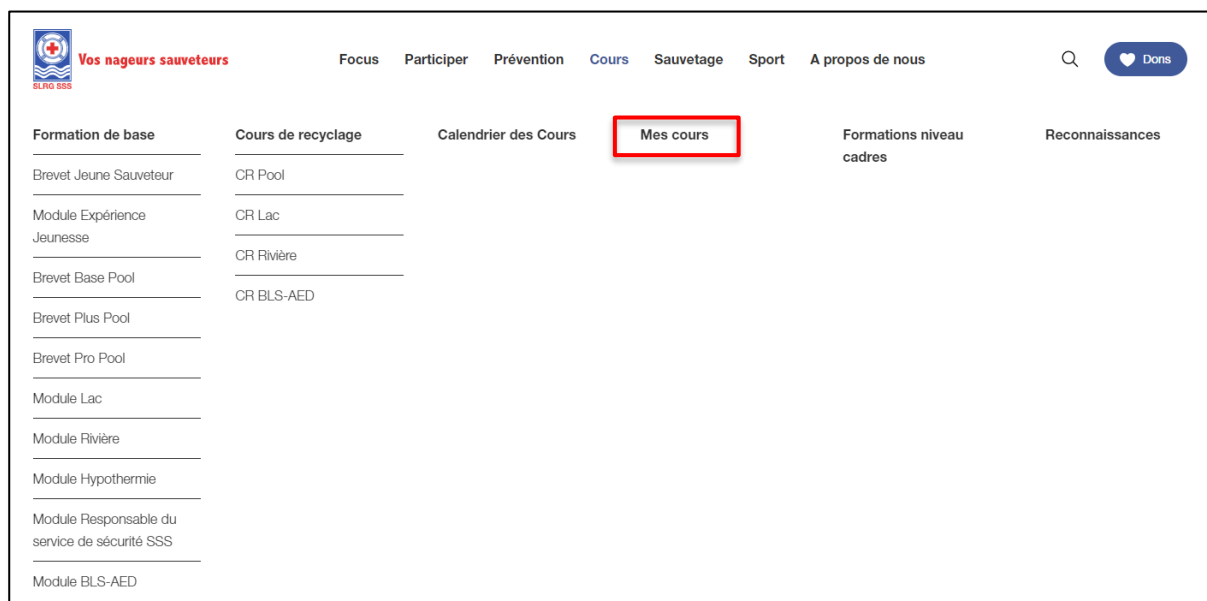 Vos nageurs sauveteurs
SLRG SSS
Focus
Participer
Prévention
Cours
Sauvetage
Sport
A propos de nous
Dons
Formation de base
Brevet Jeune Sauveteur
Module Expérience
Jeunesse
Brevet Base Pool
Brevet Plus Pool
Brevet Pro Pool
Module Lac
Module Rivière
Module Hypothermie
Module Responsable du
service de sécurité SSS
Module BLS-AED
Cours de recyclage
CR Pool
CR Lac
CR Rivière
CR BLS-AED
Calendrier des Cours
Mes cours
Formations niveau
cadres
Reconnaissances